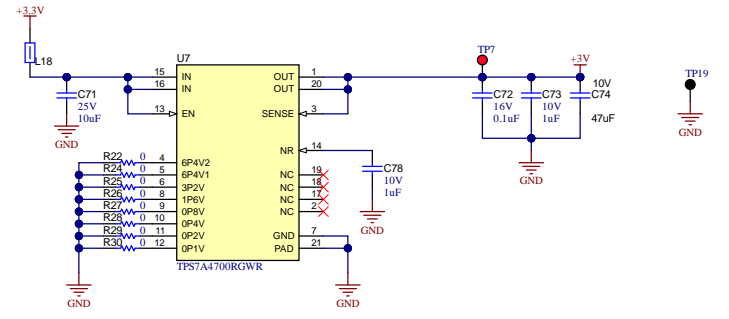 +3.3V
L18
C71
25V
10uF
GND
U7
15 IN
16 IN
13 EN
OUT 1
OUT 20
SENSE 3
NR 14
NC 19
NC 18
NC 17
NC 2
GND 7
PAD 21
R22 0 4 6P4V2
R24 0 5 6P4V1
R25 0 6 3P2V
R26 0 8 1P6V
R27 0 9 0P8V
R28 0 10 0P4V
R29 0 11 0P2V
R30 0 12 0P1V
TPS7A4700RGWR
GND
GND
C78
10V
1uF
GND
TP7
+3V
C72
16V
0.1uF
C73
10V
1uF
10V
C74
47uF
GND
TP19
GND